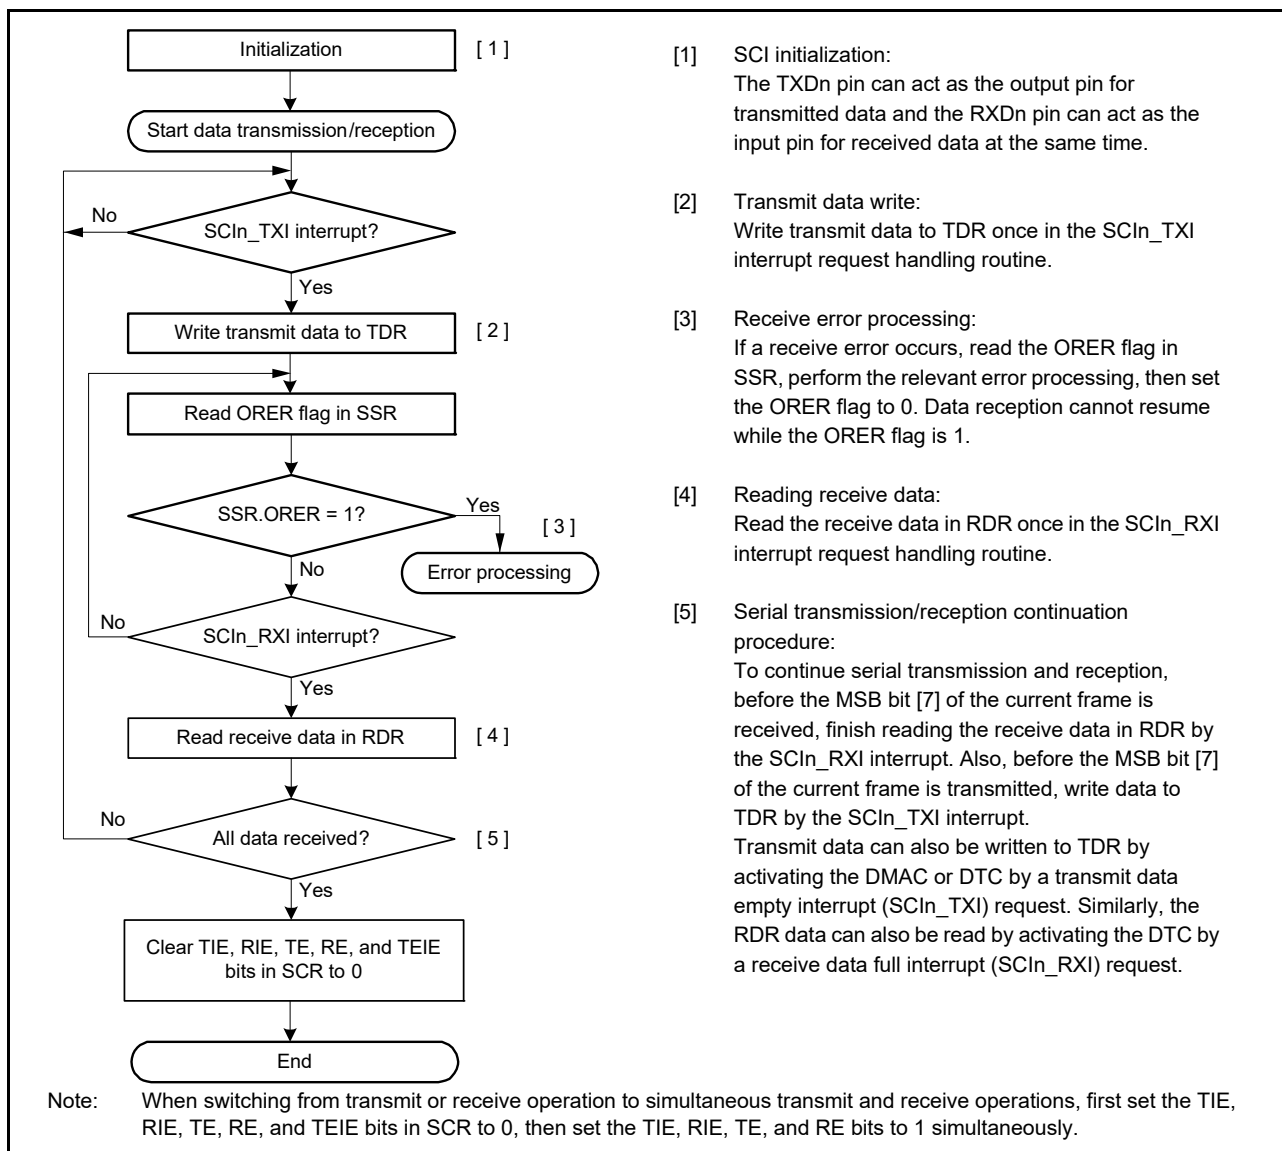 Initialization
[ 1 ]
Start data transmission/reception
No
SCIn_TXI interrupt?
Yes
Write transmit data to TDR
[ 2 ]
Read ORER flag in SSR
SSR.ORER = 1?
Yes
[ 3 ]
No
Error processing
No
SCIn_RXI interrupt?
Yes
Read receive data in RDR
[ 4 ]
No
All data received?
[ 5 ]
Yes
Clear TIE, RIE, TE, RE, and TEIE
bits in SCR to 0
End
[1] SCI initialization:
The TXDn pin can act as the output pin for
transmitted data and the RXDn pin can act as the
input pin for received data at the same time.
[2] Transmit data write:
Write transmit data to TDR once in the SCIn_TXI
interrupt request handling routine.
[3] Receive error processing:
If a receive error occurs, read the ORER flag in
SSR, perform the relevant error processing, then set
the ORER flag to 0. Data reception cannot resume
while the ORER flag is 1.
[4] Reading receive data:
Read the receive data in RDR once in the SCIn_RXI
interrupt request handling routine.
[5] Serial transmission/reception continuation
procedure:
To continue serial transmission and reception,
before the MSB bit [7] of the current frame is
received, finish reading the receive data in RDR by
the SCIn_RXI interrupt. Also, before the MSB bit [7]
of the current frame is transmitted, write data to
TDR by the SCIn_TXI interrupt.
Transmit data can also be written to TDR by
activating the DMAC or DTC by a transmit data
empty interrupt (SCIn_TXI) request. Similarly, the
RDR data can also be read by activating the DTC by
a receive data full interrupt (SCIn_RXI) request.
Note: When switching from transmit or receive operation to simultaneous transmit and receive operations, first set the TIE,
RIE, TE, RE, and TEIE bits in SCR to 0, then set the TIE, RIE, TE, and RE bits to 1 simultaneously.